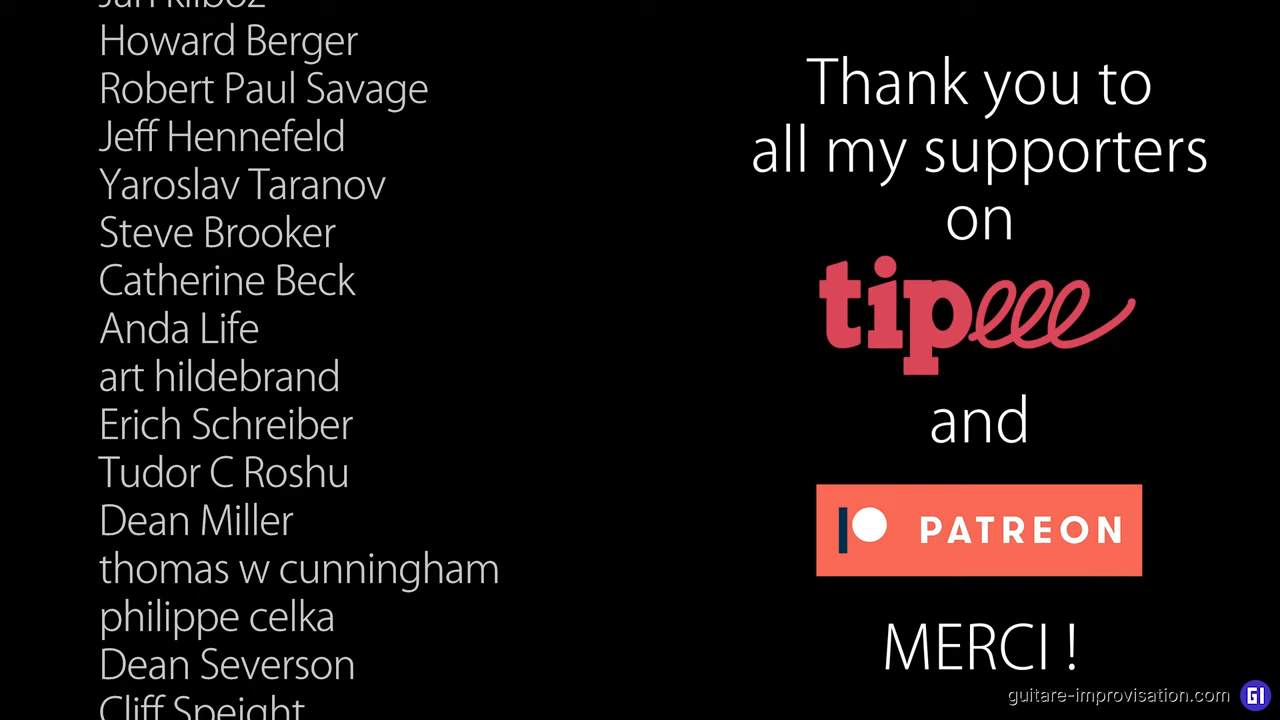 Howard Berger
Robert Paul Savage
Jeff Hennefeld
Yaroslav Taranov
Steve Brooker
Catherine Beck
Anda Life
art hildebrand
Erich Schreiber
Tudor C Roshu
Dean Miller
thomas w cunningham
philippe celka
Dean Severson
Cliff Speight
Thank you to
all my supporters
on
tipeee
and
PATREON
MERCI !
guitare-improvisation.com GI